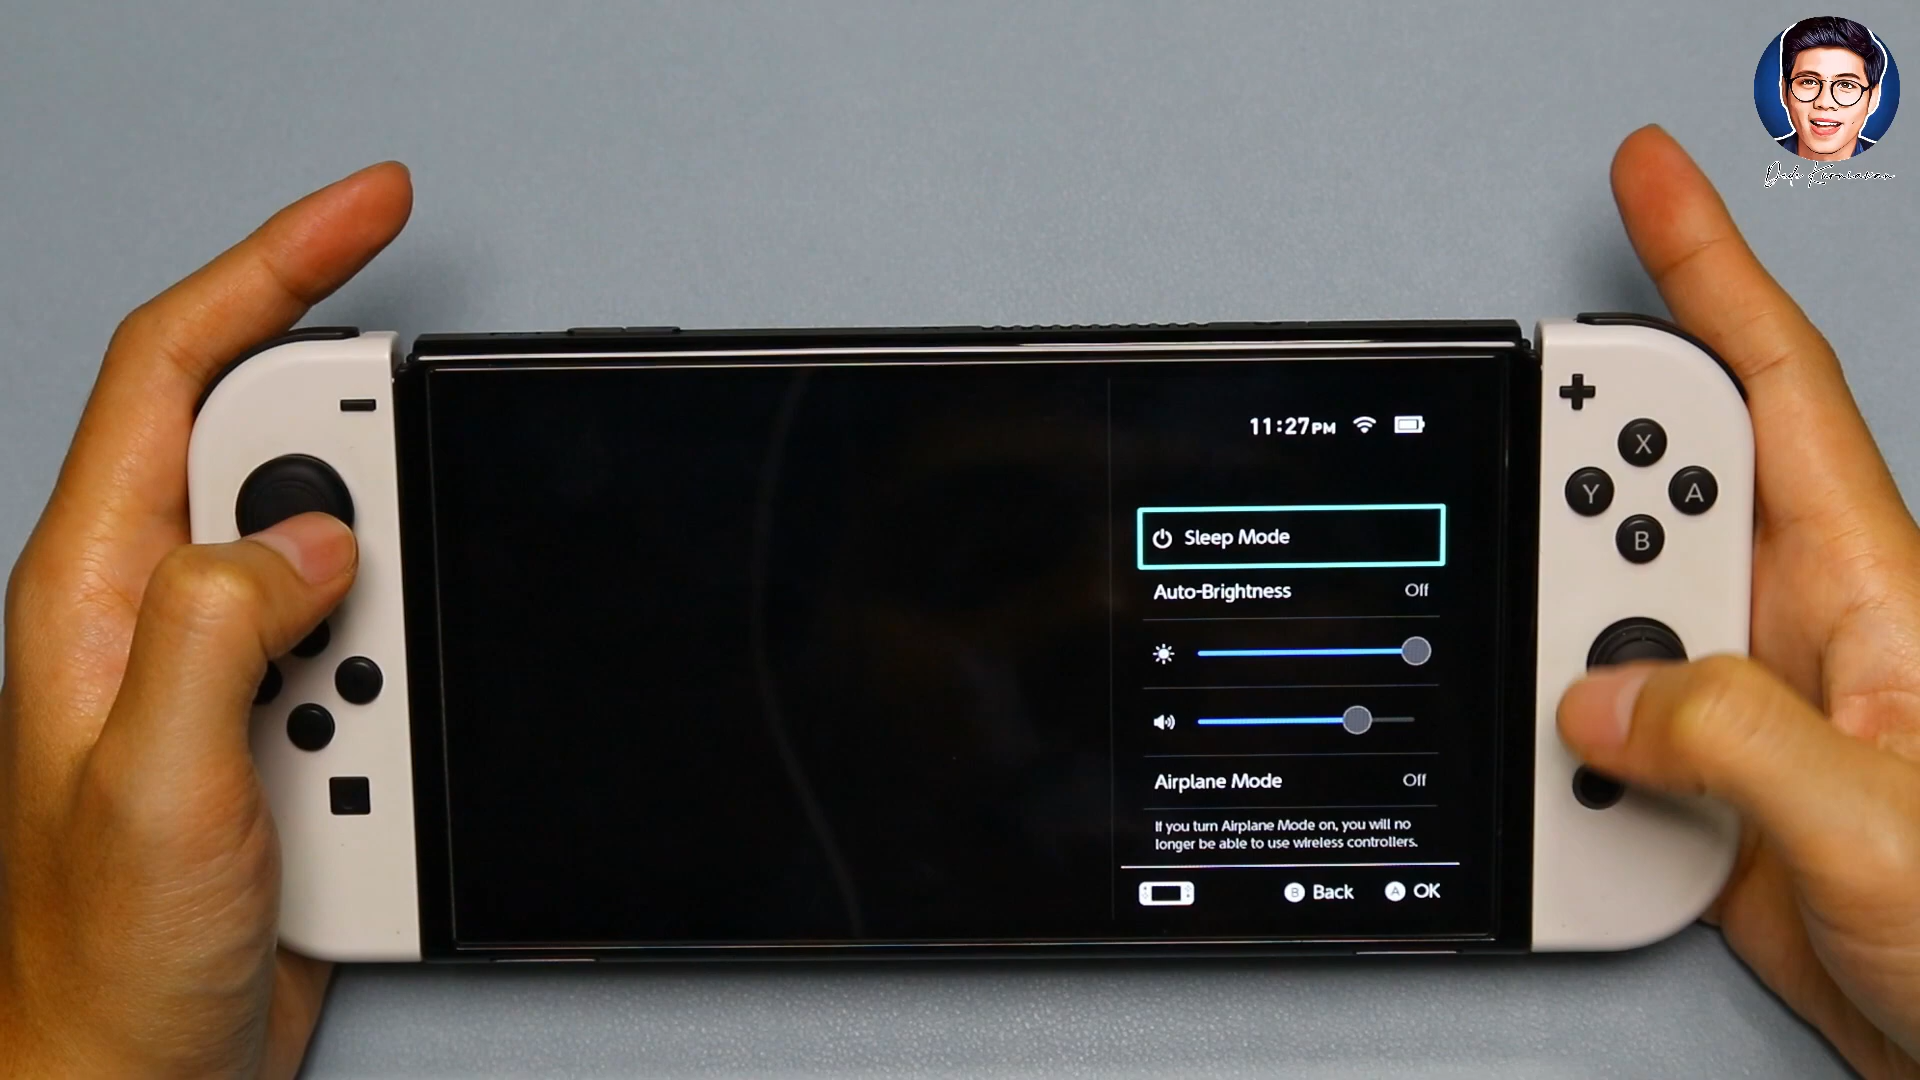 11:27PM
Sleep Mode
Auto-Brightness Off
Airplane Mode Off
If you turn Airplane Mode on, you will no
longer be able to use wireless controllers.
B Back A OK
X
Y A
B